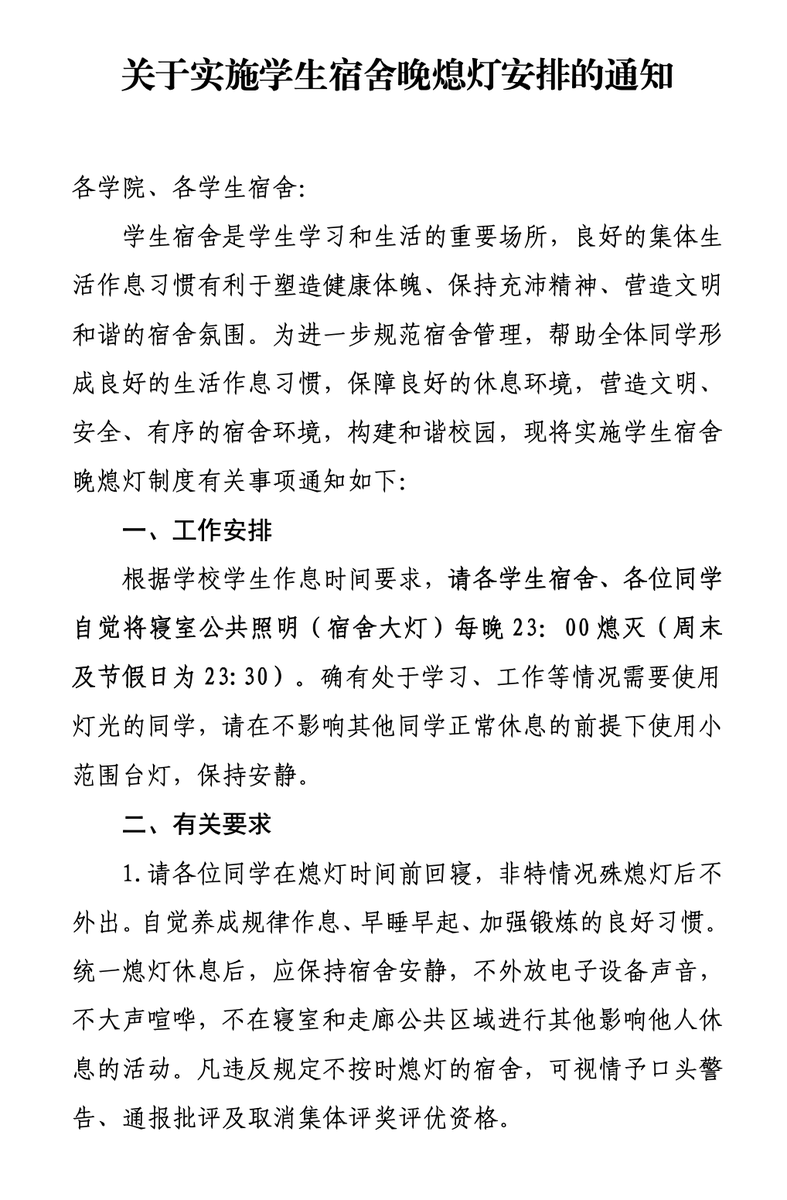 关于实施学生宿舍晚熄灯安排的通知
各学院、各学生宿舍:
学生宿舍是学生学习和生活的重要场所，良好的集体生
活作息习惯有利于塑造健康体魄、保持充沛精神、营造文明
和谐的宿舍氛围。为进一步规范宿舍管理，帮助全体同学形
成良好的生活作息习惯，保障良好的休息环境，营造文明、
安全、有序的宿舍环境，构建和谐校园，现将实施学生宿舍
晚熄灯制度有关事项通知如下:
一、工作安排
根据学校学生作息时间要求，请各学生宿舍、各位同学
自觉将寝室公共照明（宿舍大灯）每晚 23: 00 熄灭（周末
及节假日为 23:30）。确有处于学习、工作等情况需要使用
灯光的同学，请在不影响其他同学正常休息的前提下使用小
范围台灯，保持安静。
二、有关要求
1.请各位同学在熄灯时间前回寝，非特情况殊熄灯后不
外出。自觉养成规律作息、早睡早起、加强锻炼的良好习惯。
统一熄灯休息后，应保持宿舍安静，不外放电子设备声音，
不大声喧哗，不在寝室和走廊公共区域进行其他影响他人休
息的活动。凡违反规定不按时熄灯的宿舍，可视情予口头警
告、通报批评及取消集体评奖评优资格。